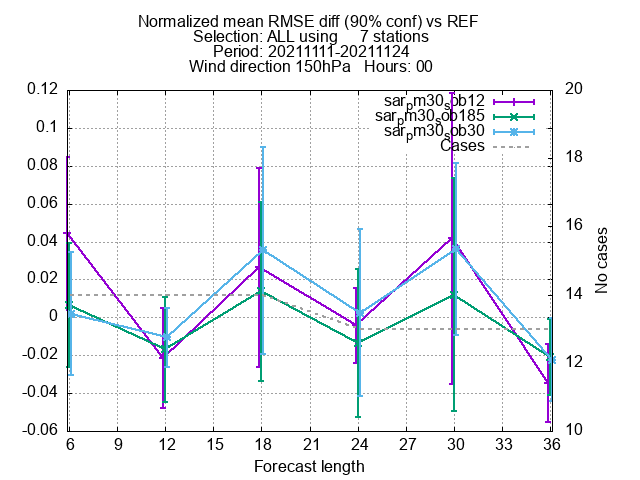 Normalized mean RMSE diff (90% conf) vs REF
Selection: ALL using 7 stations
Period: 20211111-20211124
Wind direction 150hPa Hours: 00
0.12
0.1
0.08
0.06
0.04
0.02
0
-0.02
-0.04
-0.06
20
18
16
14
12
10
sar_pm30_sob12
sar_pm30_sob185
sar_pm30_sob30
Cases
No cases
6 9 12 15 18 21 24 27 30 33 36
Forecast length